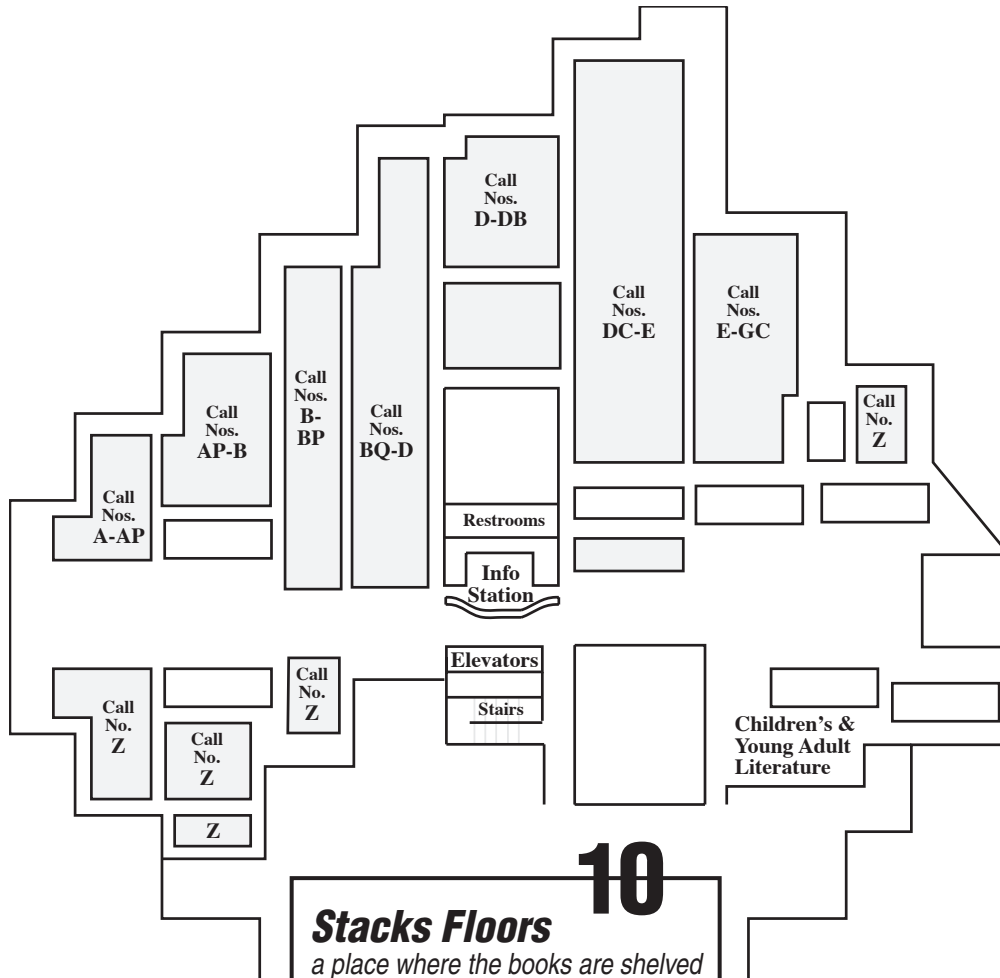 Call
Nos.
D-DB
Call
Nos.
DC-E
Call
Nos.
E-GC
Call
Nos.
B-
BP
Call
Nos.
AP-B
Call
Nos.
BQ-D
Call
No.
Z
Call
Nos.
A-AP
Restrooms
Info
Station
Elevators
Stairs
Call
No.
Z
Call
No.
Z
Call
No.
Z
Z
Children's &
Young Adult
Literature
10
Stacks Floors
a place where the books are shelved